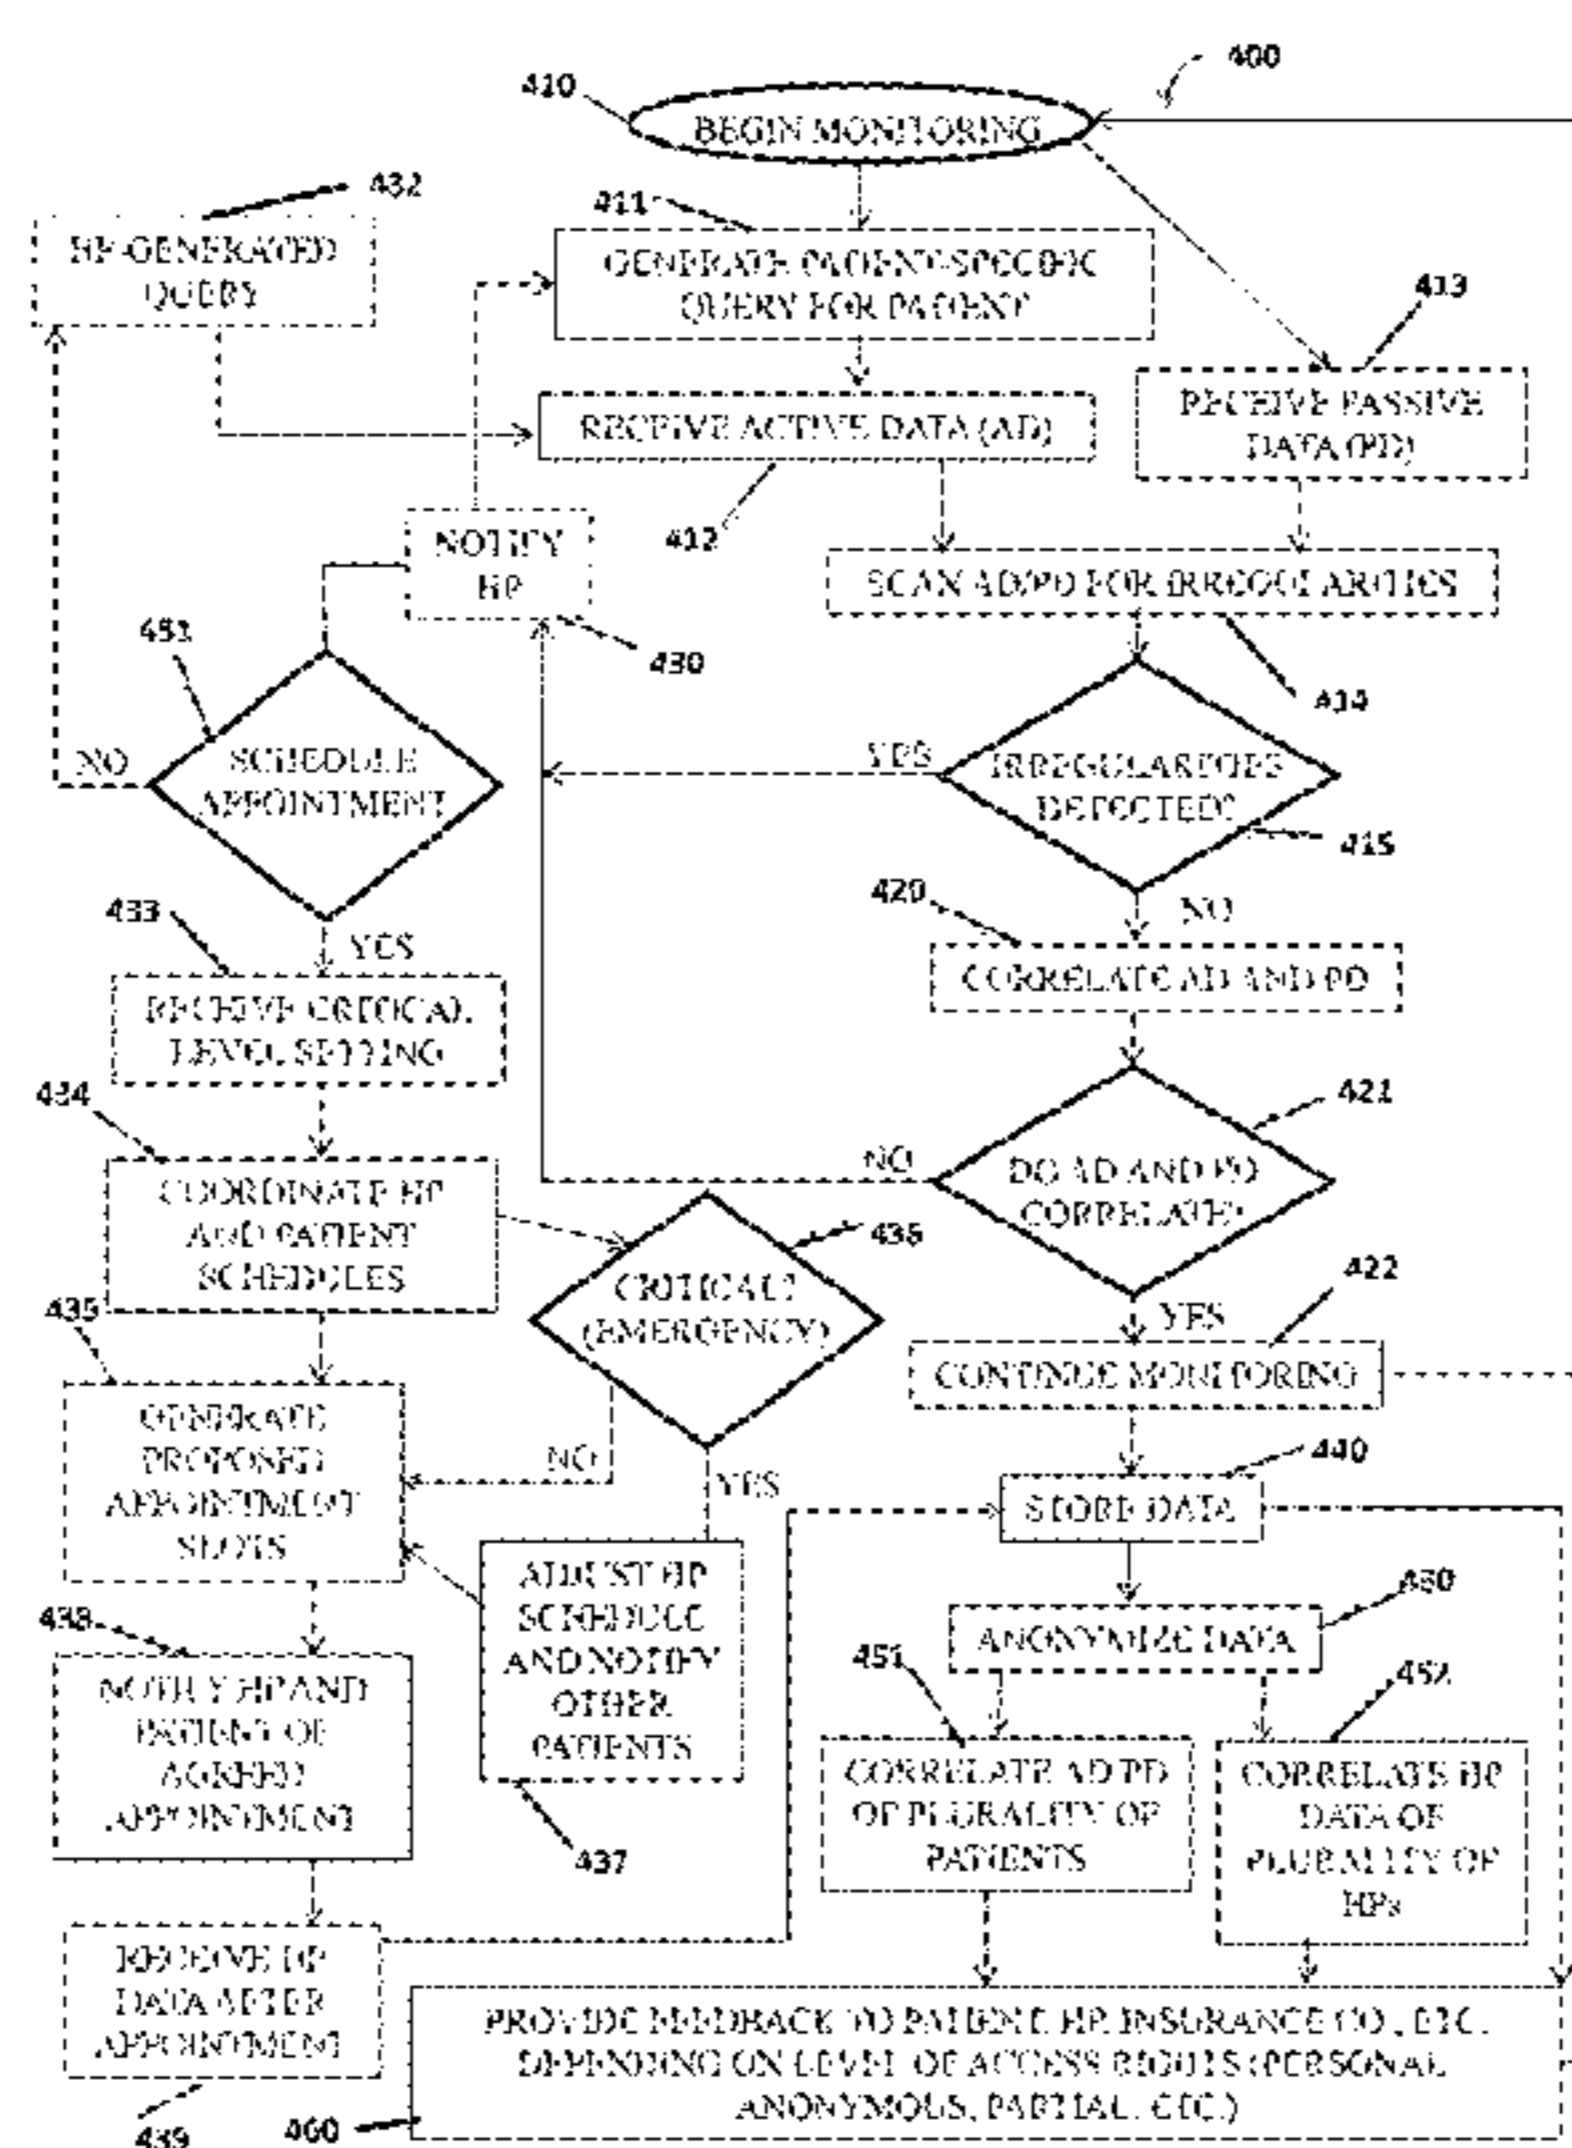 400
410
BEGIN MONITORING
432
HP-GENERATED
QUERY
411
GENERATE PATIENT-SPECIFIC
QUERY FOR PATIENT
413
RECEIVE PASSIVE
DATA (PD)
RECEIVE ACTIVE DATA (AD)
412
NOTIFY
HP
430
SCAN AD/PD FOR IRREGULARITIES
414
431
SCHEDULE
APPOINTMENT
NO
YES
IRREGULARITIES
DETECTED?
415
NO
420
CORRELATE AD AND PD
433
YES
RECEIVE CRITICAL
LEVEL SETTING
434
COORDINATE HP
AND PATIENT
SCHEDULES
421
DO AD AND PD
CORRELATE?
NO
436
CRITICAL?
(EMERGENCY)
422
YES
CONTINUE MONITORING
435
GENERATE
PROPOSED
APPOINTMENT
SLOTS
NO
YES
440
STORE DATA
ADJUST HP
SCHEDULE
AND NOTIFY
OTHER
PATIENTS
437
450
ANONYMIZE DATA
438
NOTIFY HP AND
PATIENT OF
AGREED
APPOINTMENT
451
CORRELATE AD/PD
OF PLURALITY OF
PATIENTS
452
CORRELATE HP
DATA OF
PLURALITY OF
HPs
RECEIVE HP
DATA AFTER
APPOINTMENT
439
460
PROVIDE FEEDBACK TO PATIENT, HP, INSURANCE CO., ETC.
DEPENDING ON LEVEL OF ACCESS RIGHTS (PERSONAL
ANONYMOUS, PARTIAL, ETC.)